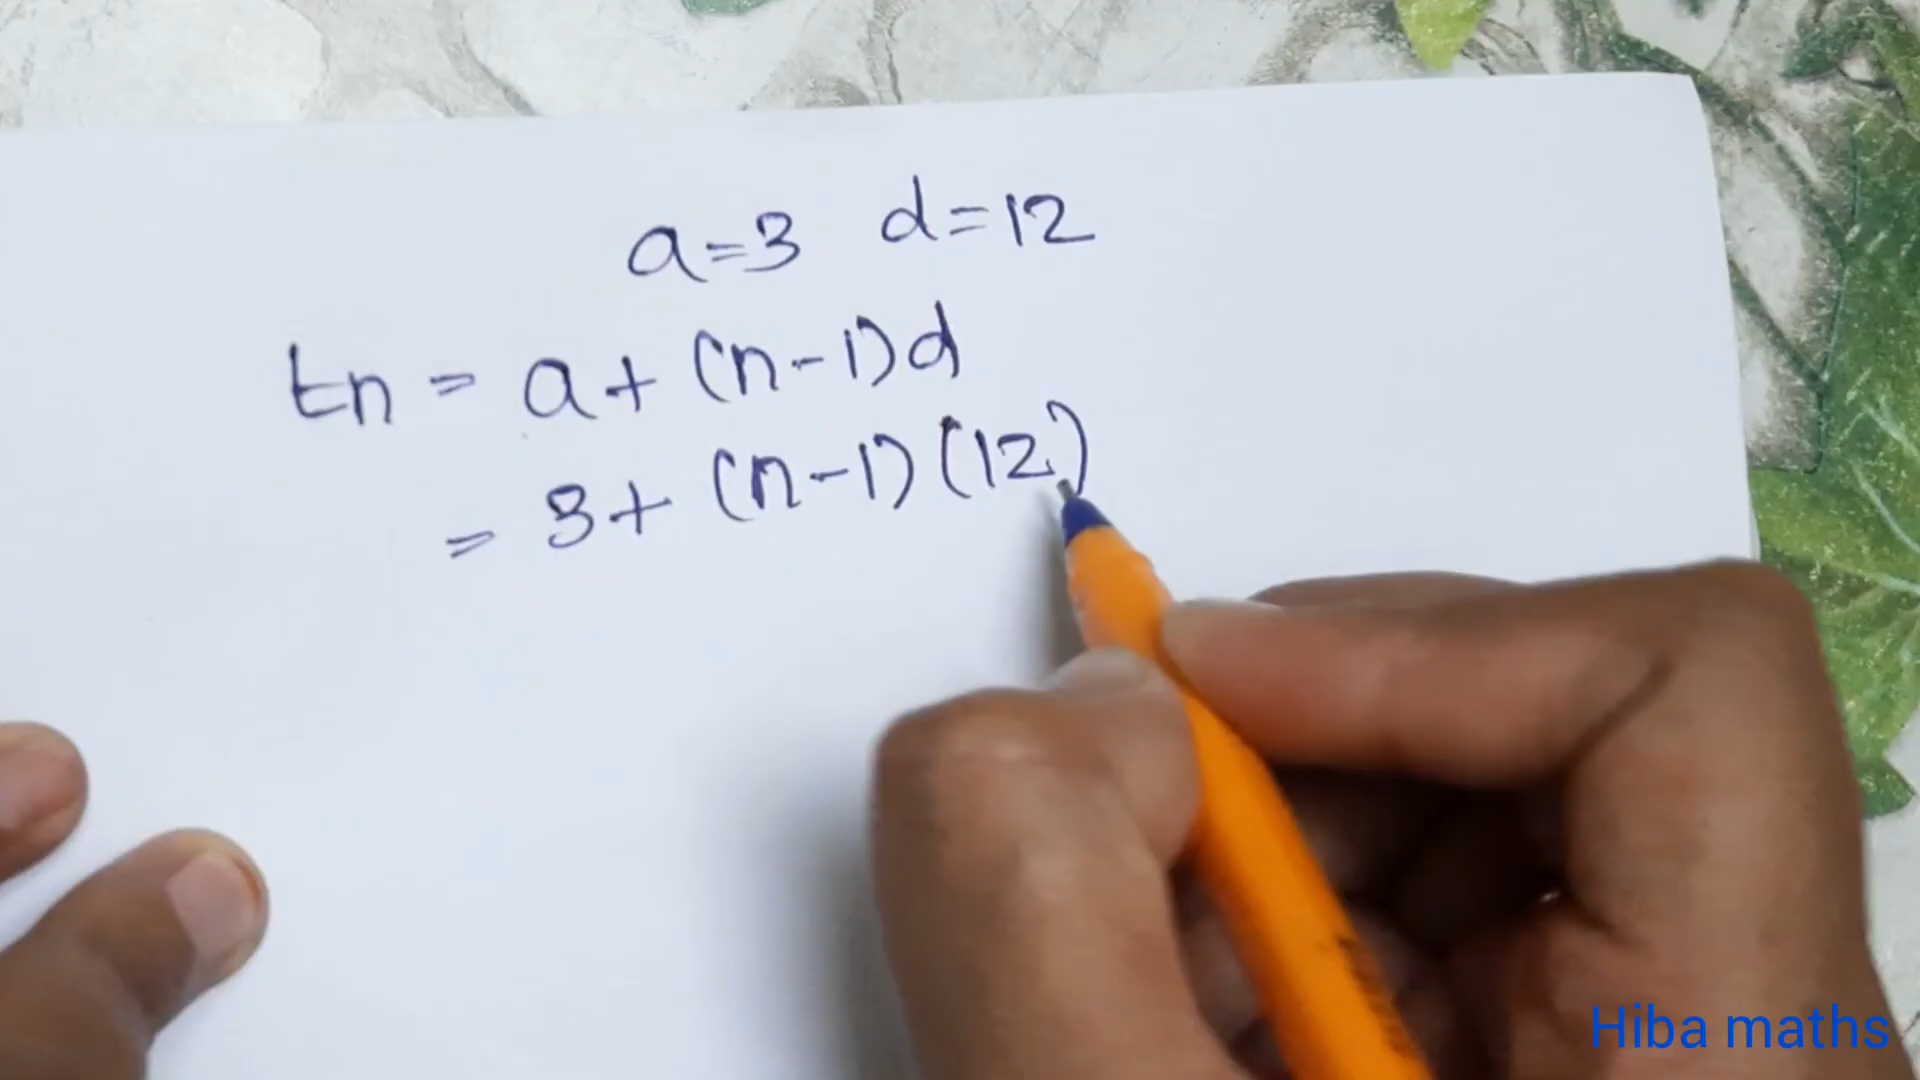 a=3 d=12
tn = a+(n-1)d
= 3+(n-1)(12)
Hiba maths